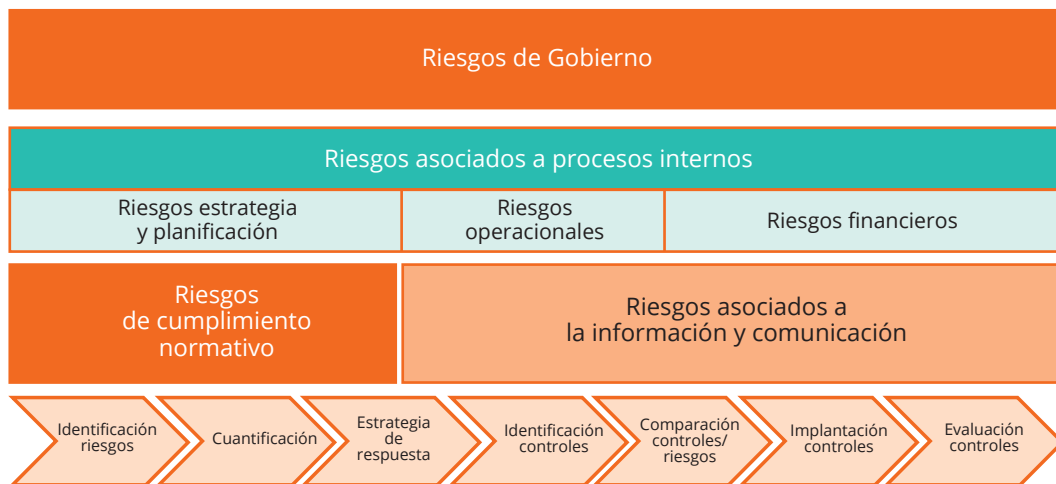 Riesgos de Gobierno
Riesgos asociados a procesos internos
Riesgos estrategia
y planificación
Riesgos
operacionales
Riesgos financieros
Riesgos
de cumplimiento
normativo
Riesgos asociados a
la información y comunicación
Identificación
riesgos
Cuantificación
Estrategia
de
respuesta
Identificación
controles
Comparación
controles/
riesgos
Implantación
controles
Evaluación
controles